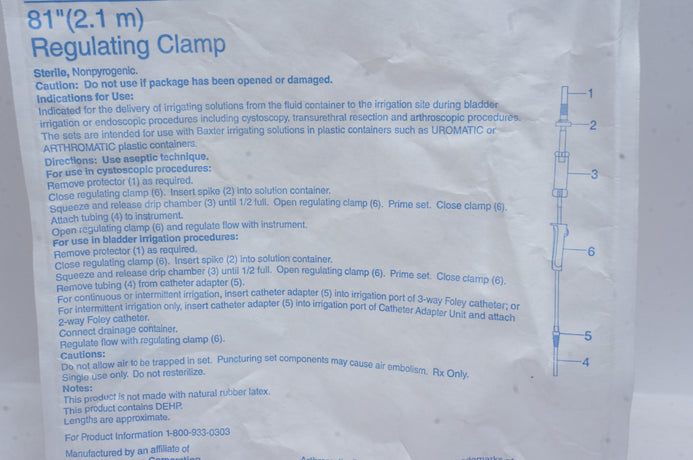 81"(2.1 m)
Regulating Clamp
Sterile, Nonpyrogenic.
Caution: Do not use if package has been opened or damaged.
Indications for Use:
Indicated for the delivery of irrigating solutions from the fluid container to the irrigation site during bladder
irrigation or endoscopic procedures including cystoscopy, transurethral resection and arthroscopic procedures.
The sets are intended for use with Baxter irrigating solutions in plastic containers such as UROMATIC or
ARTHROMATIC plastic containers.
Directions: Use aseptic technique.
For use in cystoscopic procedures:
Remove protector (1) as required.
Close regulating clamp (6). Insert spike (2) into solution container.
Squeeze and release drip chamber (3) until 1/2 full. Open regulating clamp (6). Prime set. Close clamp (6).
Attach tubing (4) to instrument.
Open regulating clamp (6) and regulate flow with instrument.
For use in bladder irrigation procedures:
Remove protector (1) as required.
Close regulating clamp (6). Insert spike (2) into solution container.
Squeeze and release drip chamber (3) until 1/2 full. Open regulating clamp (6). Prime set. Close clamp (6).
Remove tubing (4) from catheter adapter (5).
For continuous or intermittent irrigation, insert catheter adapter (5) into irrigation port of 3-way Foley catheter; or
For intermittent irrigation only, insert catheter adapter (5) into irrigation port of Catheter Adapter Unit and attach
2-way Foley catheter.
Connect drainage container.
Regulate flow with regulating clamp (6).
Cautions:
Do not allow air to be trapped in set. Puncturing set components may cause air embolism. Rx Only.
Single use only. Do not resterilize.
Notes:
This product is not made with natural rubber latex.
This product contains DEHP.
Lengths are approximate.
For Product Information 1-800-933-0303
Manufactured by an affiliate of
Corporation
1
2
3
6
5
4